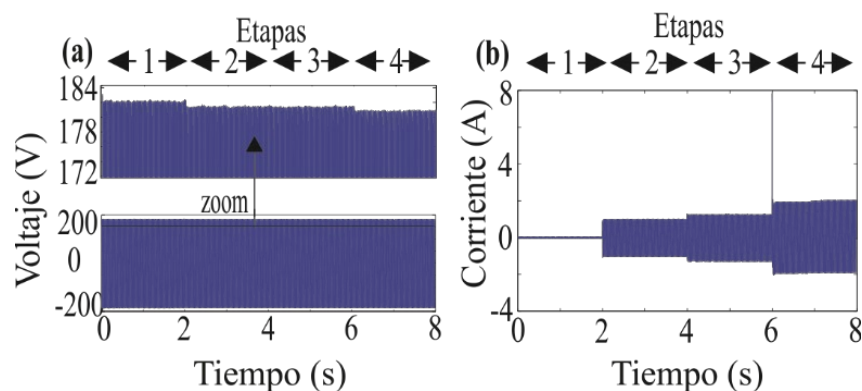 Etapas
(a)
1 2 3 4
184
178
172
zoom
200
0
-200
Voltaje (V)
0 2 4 6 8
Tiempo (s)
Etapas
(b)
1 2 3 4
8
4
0
-4
Corriente (A)
0 2 4 6 8
Tiempo (s)